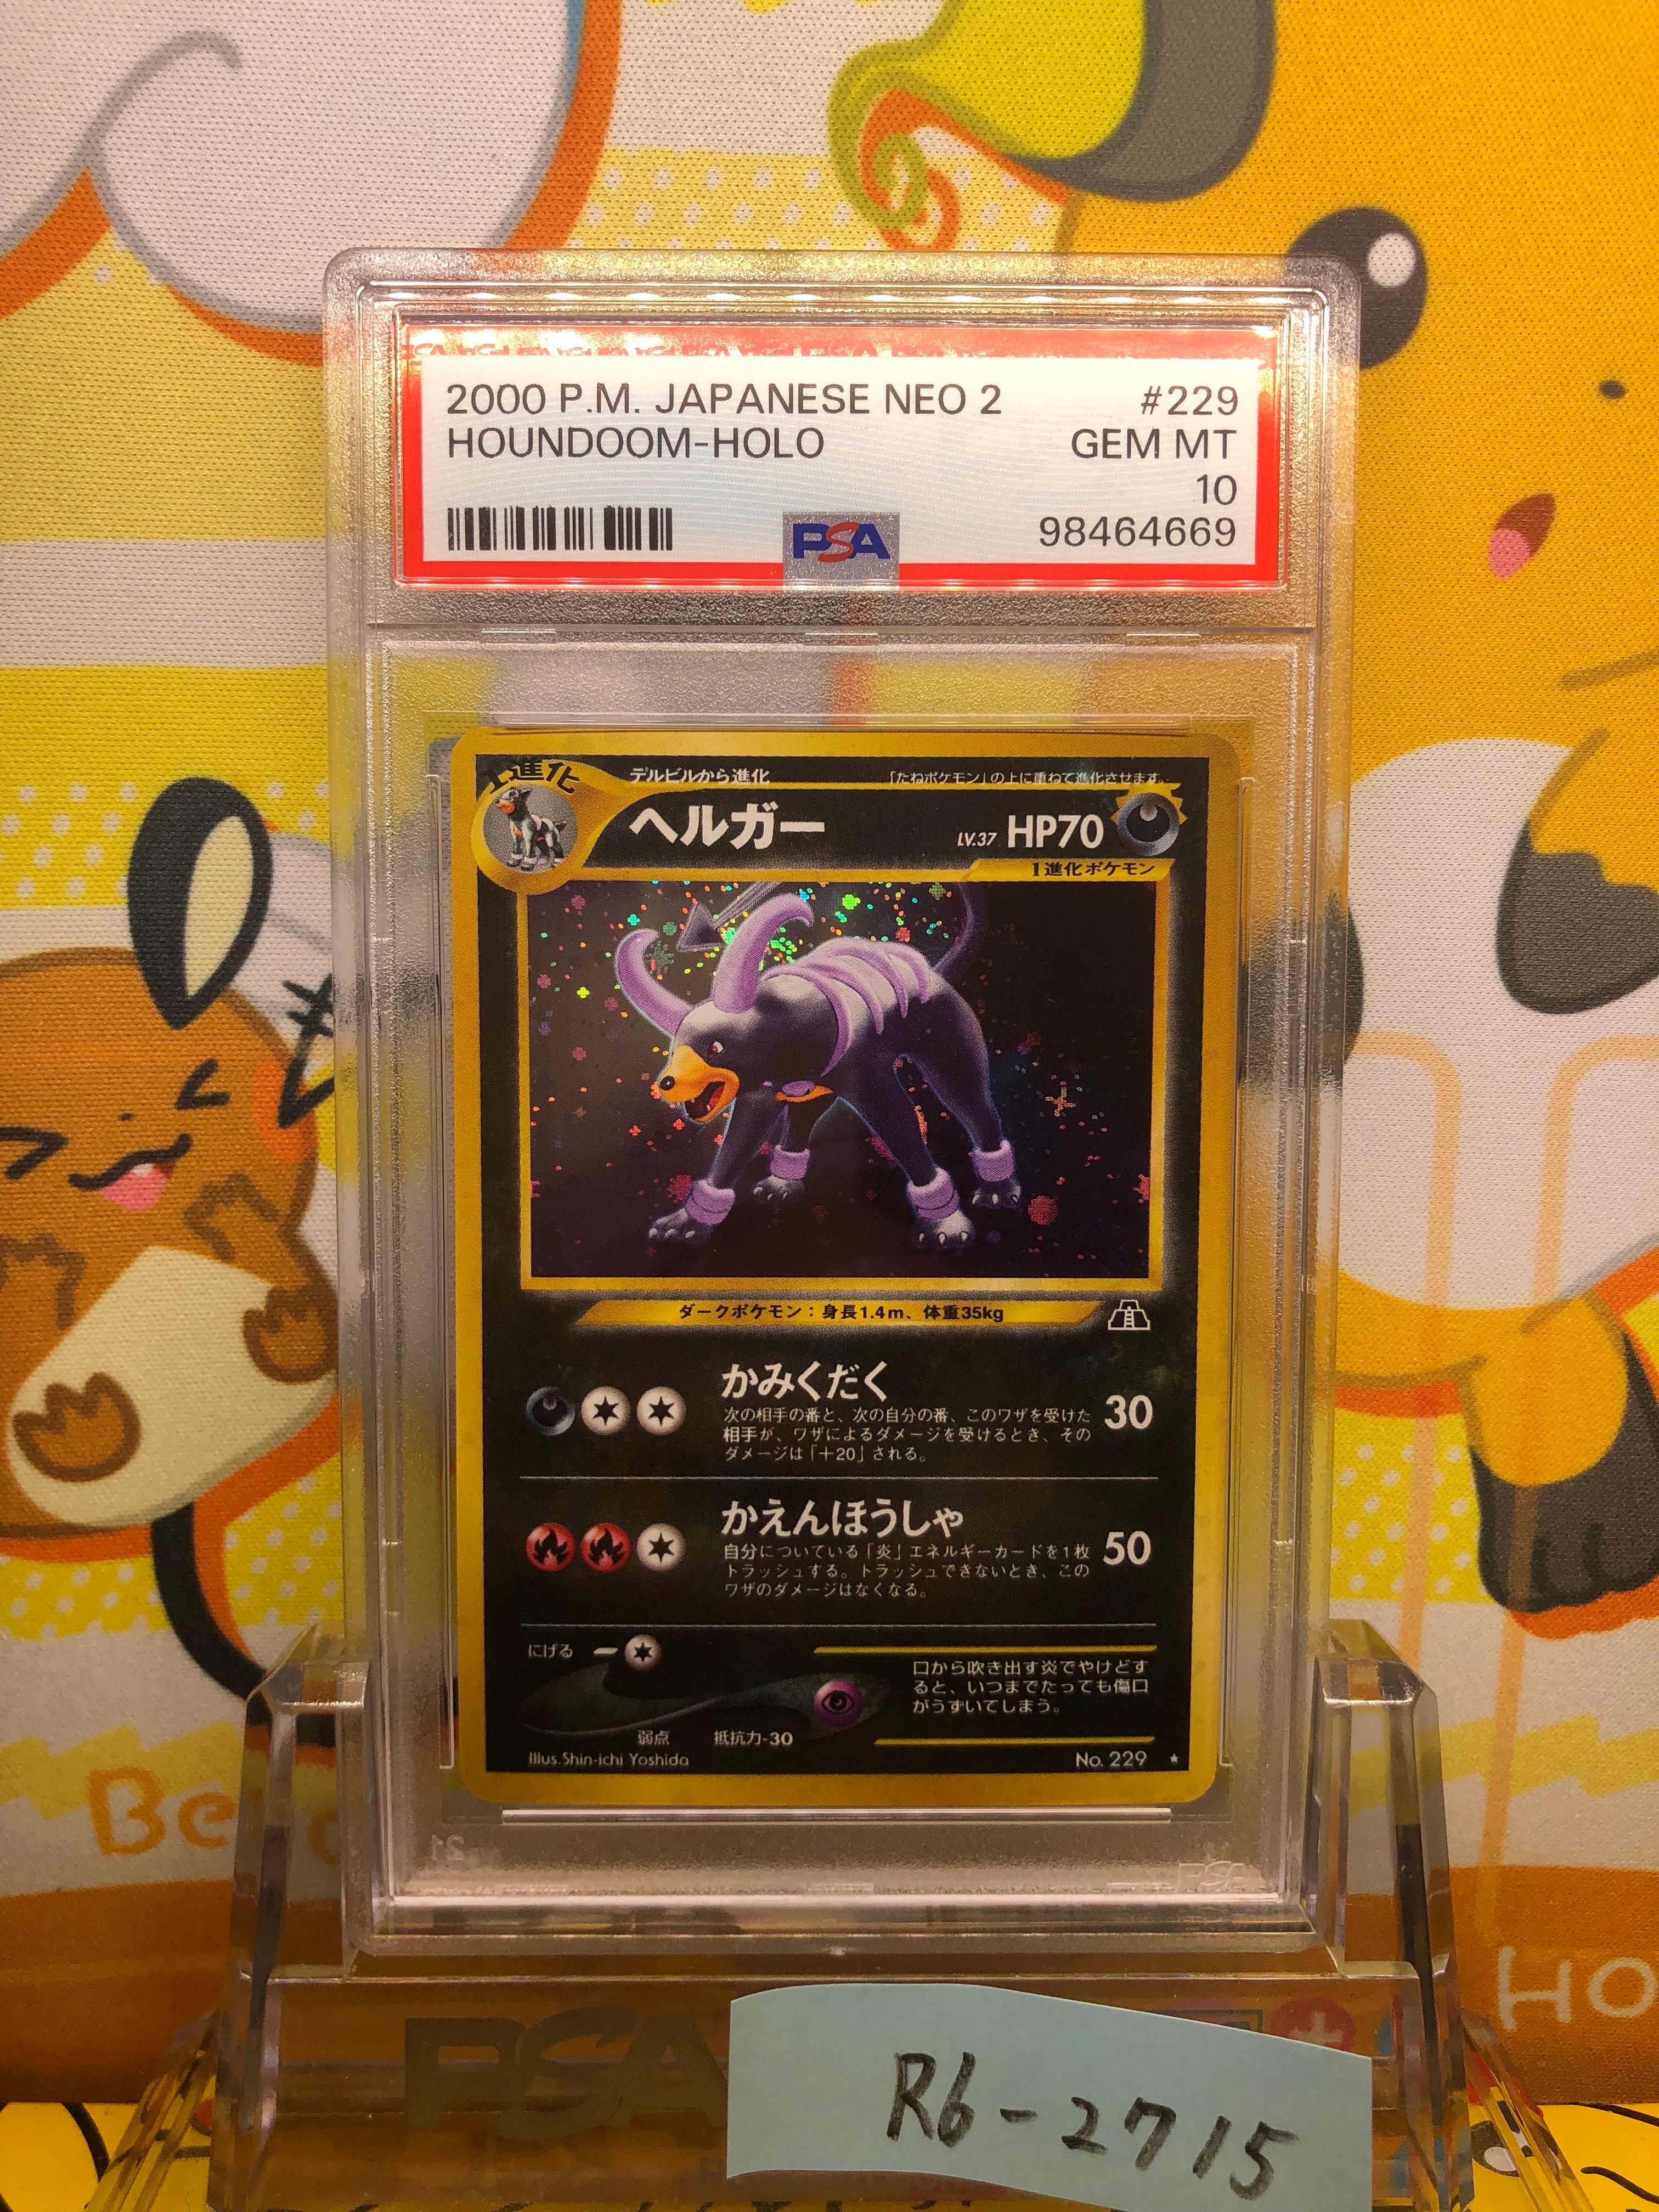 2000 P.M. JAPANESE NEO 2 #229
HOUNDOOM-HOLO GEM MT
10
PSA 98464669
1進化
デルビルから進化 「たねポケモン」の上に重ねて進化させます。
ヘルガー LV.37 HP70
1進化ポケモン
ダークポケモン：身長1.4m、体重35kg
かみくだく
次の相手の番と、次の自分の番、このワザを受けた
相手が、ワザによるダメージを受けるとき、その
ダメージは「＋20」される。
30
かえんほうしゃ
自分についている「炎」エネルギーカードを1枚
トラッシュする。トラッシュできないとき、この
ワザのダメージはなくなる。
50
にげる
口から吹き出す炎でやけどす
ると、いつまでたっても傷口
がうずいてしまう。
弱点 抵抗力-30
Illus.Shin-ichi Yoshida No. 229
PSA
PSA
R6-2715